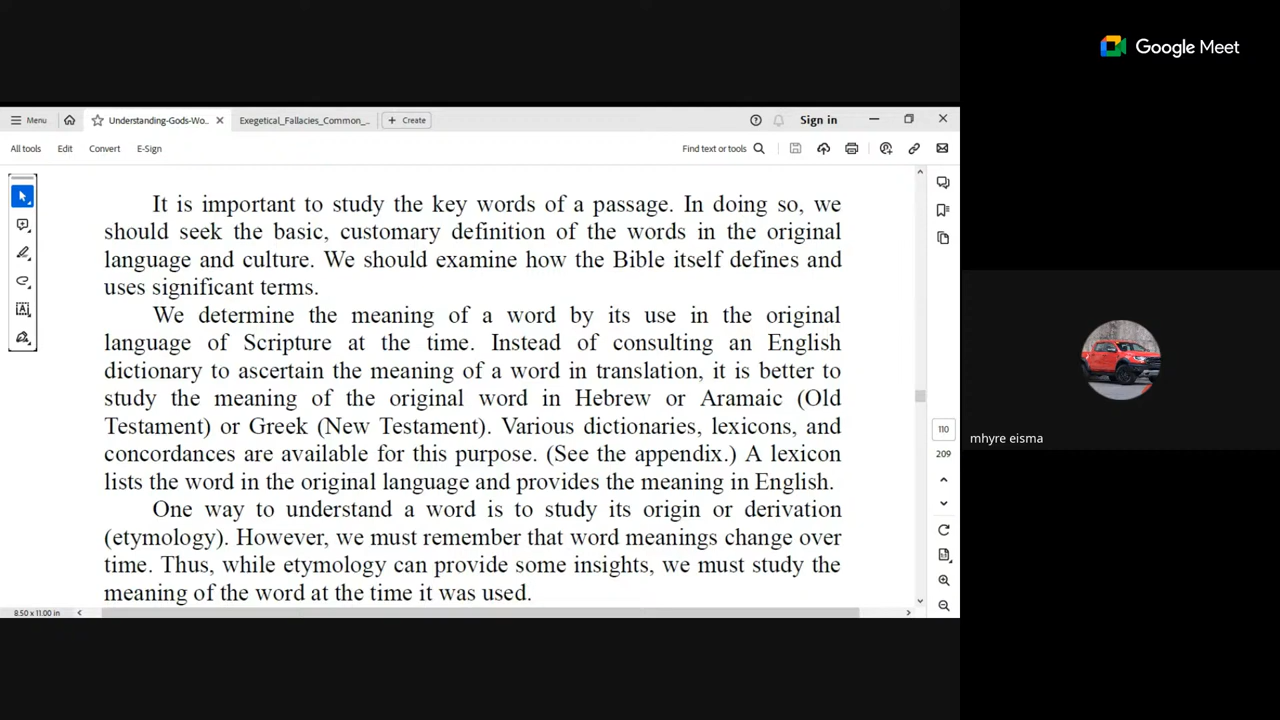 Google Meet
Menu
Understanding-Gods-Wo...
Exegetical_Fallacies_Common_...
Create
Sign in
All tools
Edit
Convert
E-Sign
Find text or tools
It is important to study the key words of a passage. In doing so, we
should seek the basic, customary definition of the words in the original
language and culture. We should examine how the Bible itself defines and
uses significant terms.
We determine the meaning of a word by its use in the original
language of Scripture at the time. Instead of consulting an English
dictionary to ascertain the meaning of a word in translation, it is better to
study the meaning of the original word in Hebrew or Aramaic (Old
Testament) or Greek (New Testament). Various dictionaries, lexicons, and
concordances are available for this purpose. (See the appendix.) A lexicon
lists the word in the original language and provides the meaning in English.
One way to understand a word is to study its origin or derivation
(etymology). However, we must remember that word meanings change over
time. Thus, while etymology can provide some insights, we must study the
meaning of the word at the time it was used.
110
209
8.50 x 11.00 in
mhyre eisma